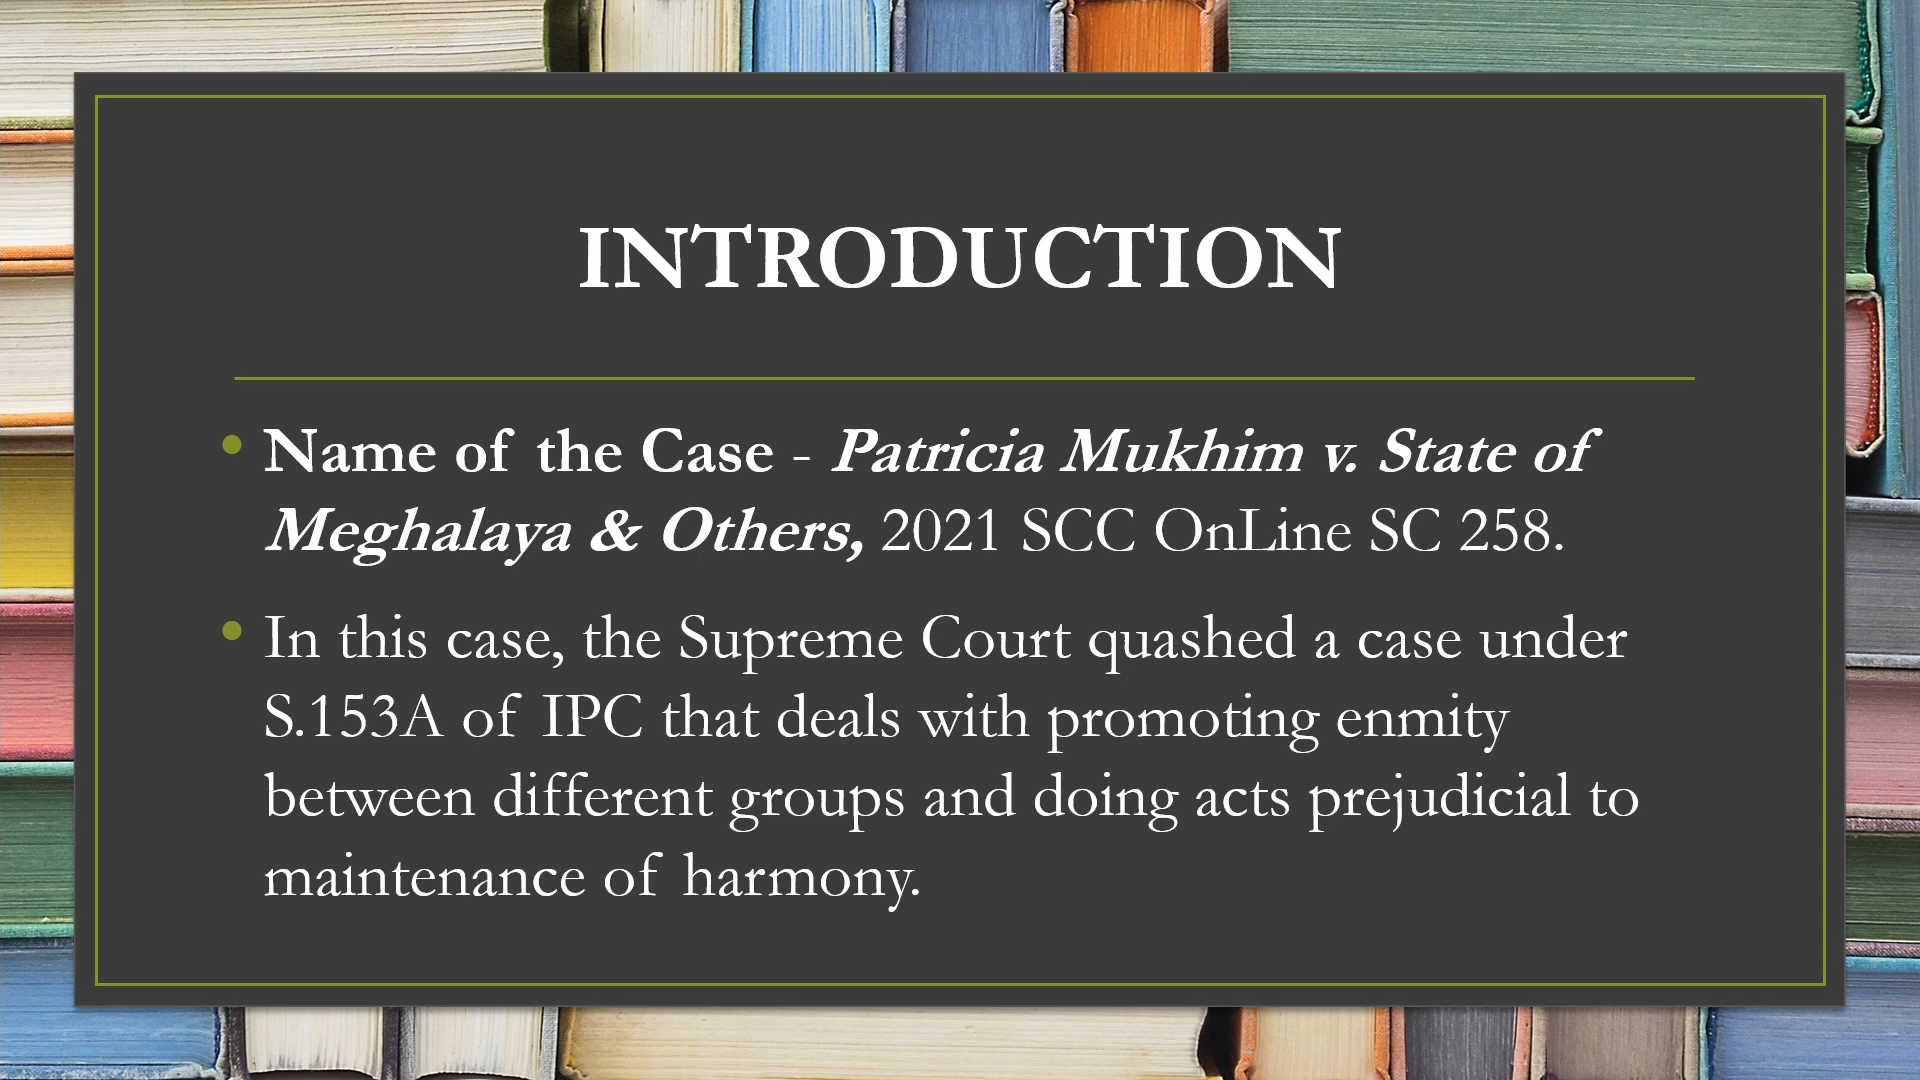 INTRODUCTION
• Name of the Case - Patricia Mukhim v. State of
Meghalaya & Others, 2021 SCC OnLine SC 258.
• In this case, the Supreme Court quashed a case under
S.153A of IPC that deals with promoting enmity
between different groups and doing acts prejudicial to
maintenance of harmony.